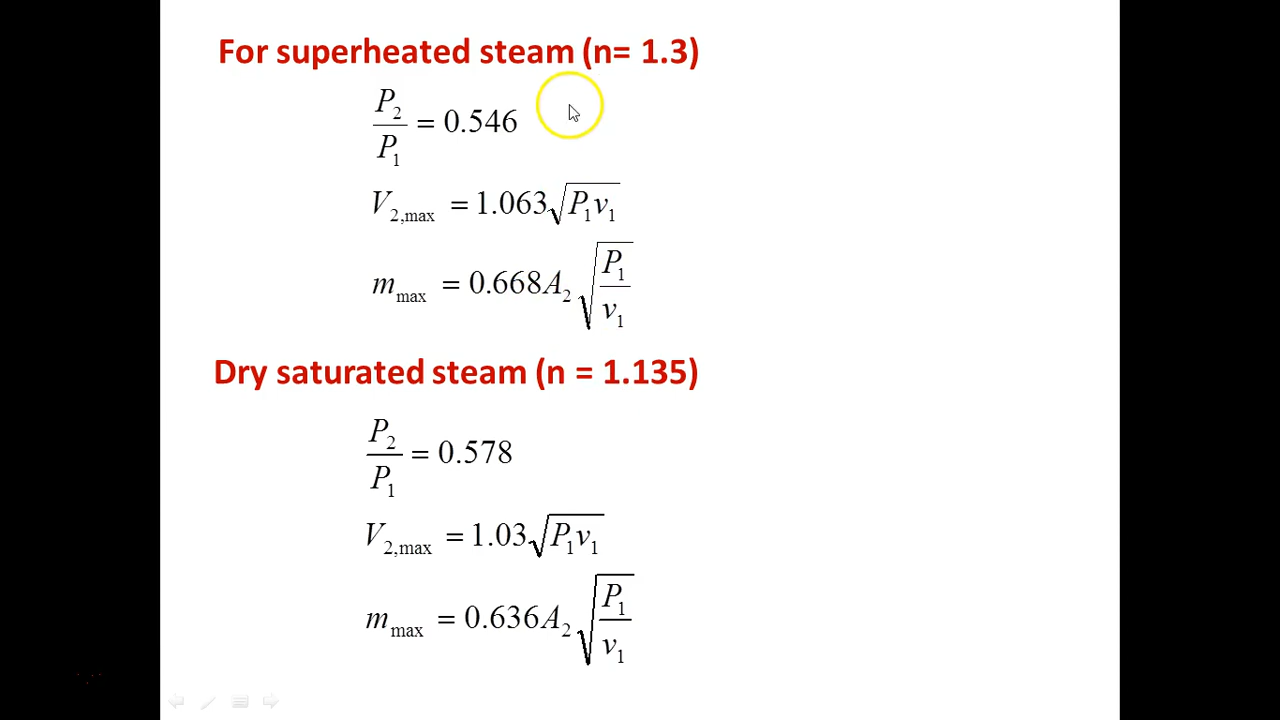 For superheated steam (n= 1.3)
P₂/P₁ = 0.546
V₂,max = 1.063√(P₁v₁)
mmax = 0.668A₂√(P₁/v₁)
Dry saturated steam (n = 1.135)
P₂/P₁ = 0.578
V₂,max = 1.03√(P₁v₁)
mmax = 0.636A₂√(P₁/v₁)